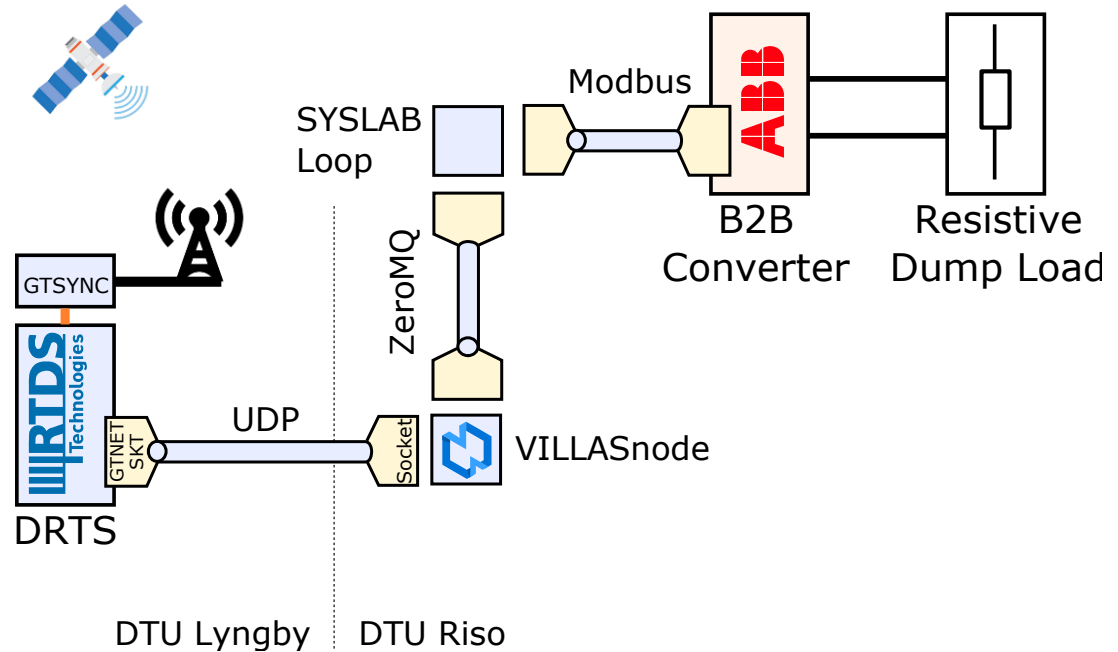 Modbus
ABB
SYSLAB
Loop
B2B
Converter
Resistive
Dump Load
ZeroMQ
GTSYNC
RTDS
Technologies
UDP
GTNET
SKT
Socket
VILLASnode
DRTS
DTU Lyngby
DTU Riso